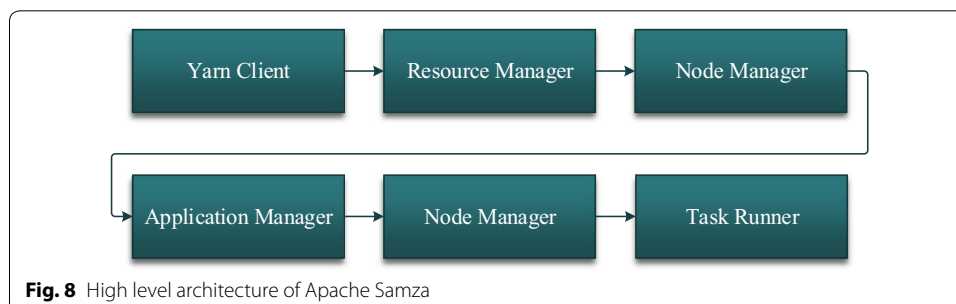 Yarn Client
Resource Manager
Node Manager
Application Manager
Node Manager
Task Runner
Fig. 8 High level architecture of Apache Samza